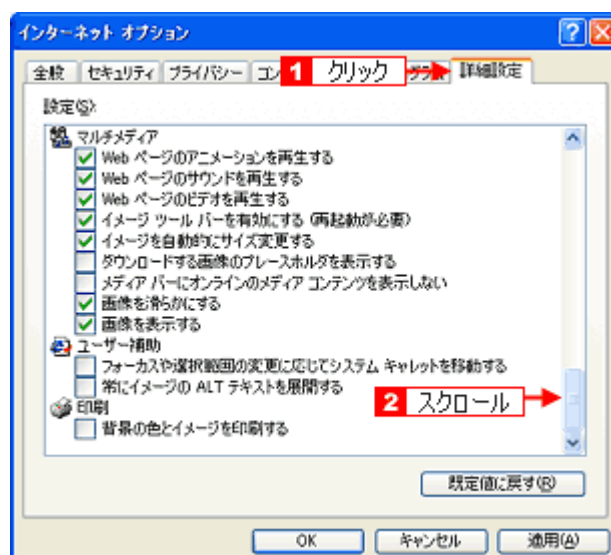 インターネット オプション
全般 セキュリティ プライバシー コン 1 クリック グラム 詳細設定
設定(S):
マルチメディア
Web ページのアニメーションを再生する
Web ページのサウンドを再生する
Web ページのビデオを再生する
イメージ ツール バーを有効にする (再起動が必要)
イメージを自動的にサイズ変更する
ダウンロードする画像のプレースホルダを表示する
メディア バーにオンラインのメディア コンテンツを表示しない
画像を滑らかにする
画像を表示する
ユーザー補助
フォーカスや選択範囲の変更に応じてシステム キャレットを移動する
常にイメージの ALT テキストを展開する
2 スクロール
印刷
背景の色とイメージを印刷する
既定値に戻す(R)
OK キャンセル 適用(A)